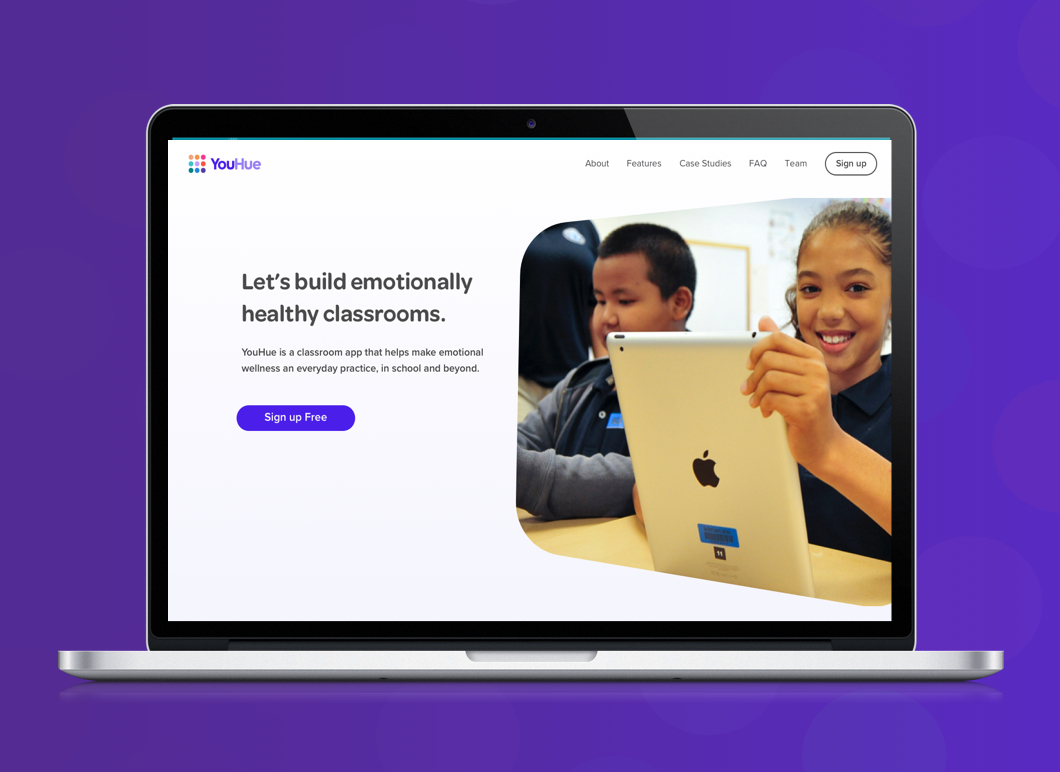 YouHue
About
Features
Case Studies
FAQ
Team
Sign up
Let's build emotionally
healthy classrooms.
YouHue is a classroom app that helps make emotional
wellness an everyday practice, in school and beyond.
Sign up Free
11